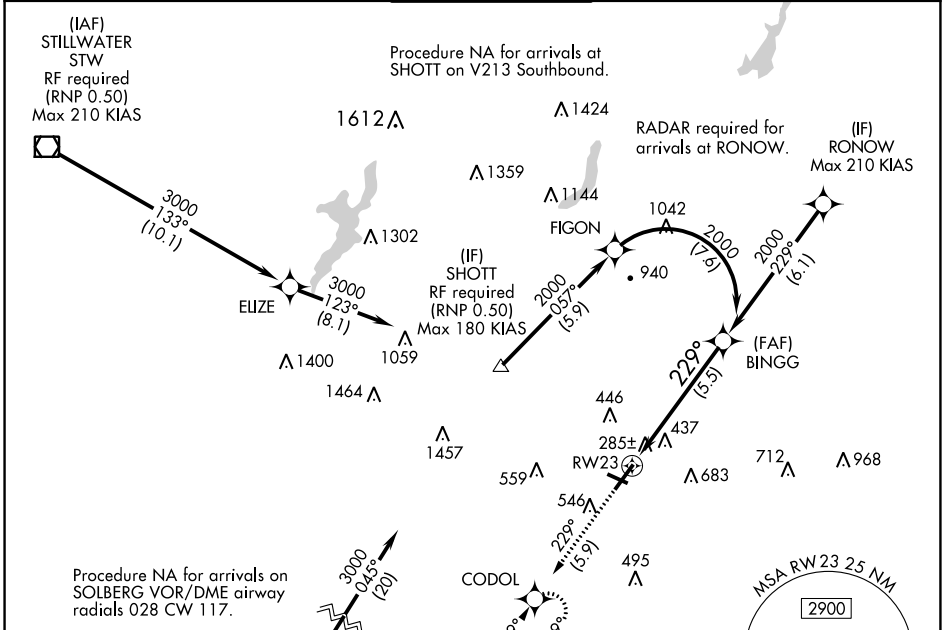 (IAF)
STILLWATER
STW
RF required
(RNP 0.50)
Max 210 KIAS
Procedure NA for arrivals at
SHOTT on V213 Southbound.
1612
1424
RADAR required for
arrivals at RONOW.
(IF)
RONOW
Max 210 KIAS
1359
1144
3000
133°
(10.1)
1302
FIGON
1042
2000
(7.6)
2000
229°
(6.1)
(IF)
SHOTT
RF required
(RNP 0.50)
Max 180 KIAS
940
ELIZE
3000
123°
(8.1)
2000
057°
(5.9)
1059
1400
(FAF)
BINGG
229°
(5.5)
1464
446
1457
285±
437
RW23
559
683
712
968
546
229°
(5.9)
495
Procedure NA for arrivals on
SOLBERG VOR/DME airway
radials 028 CW 117.
3000
045°
(20)
CODOL
MSA RW 23 25 NM
2900